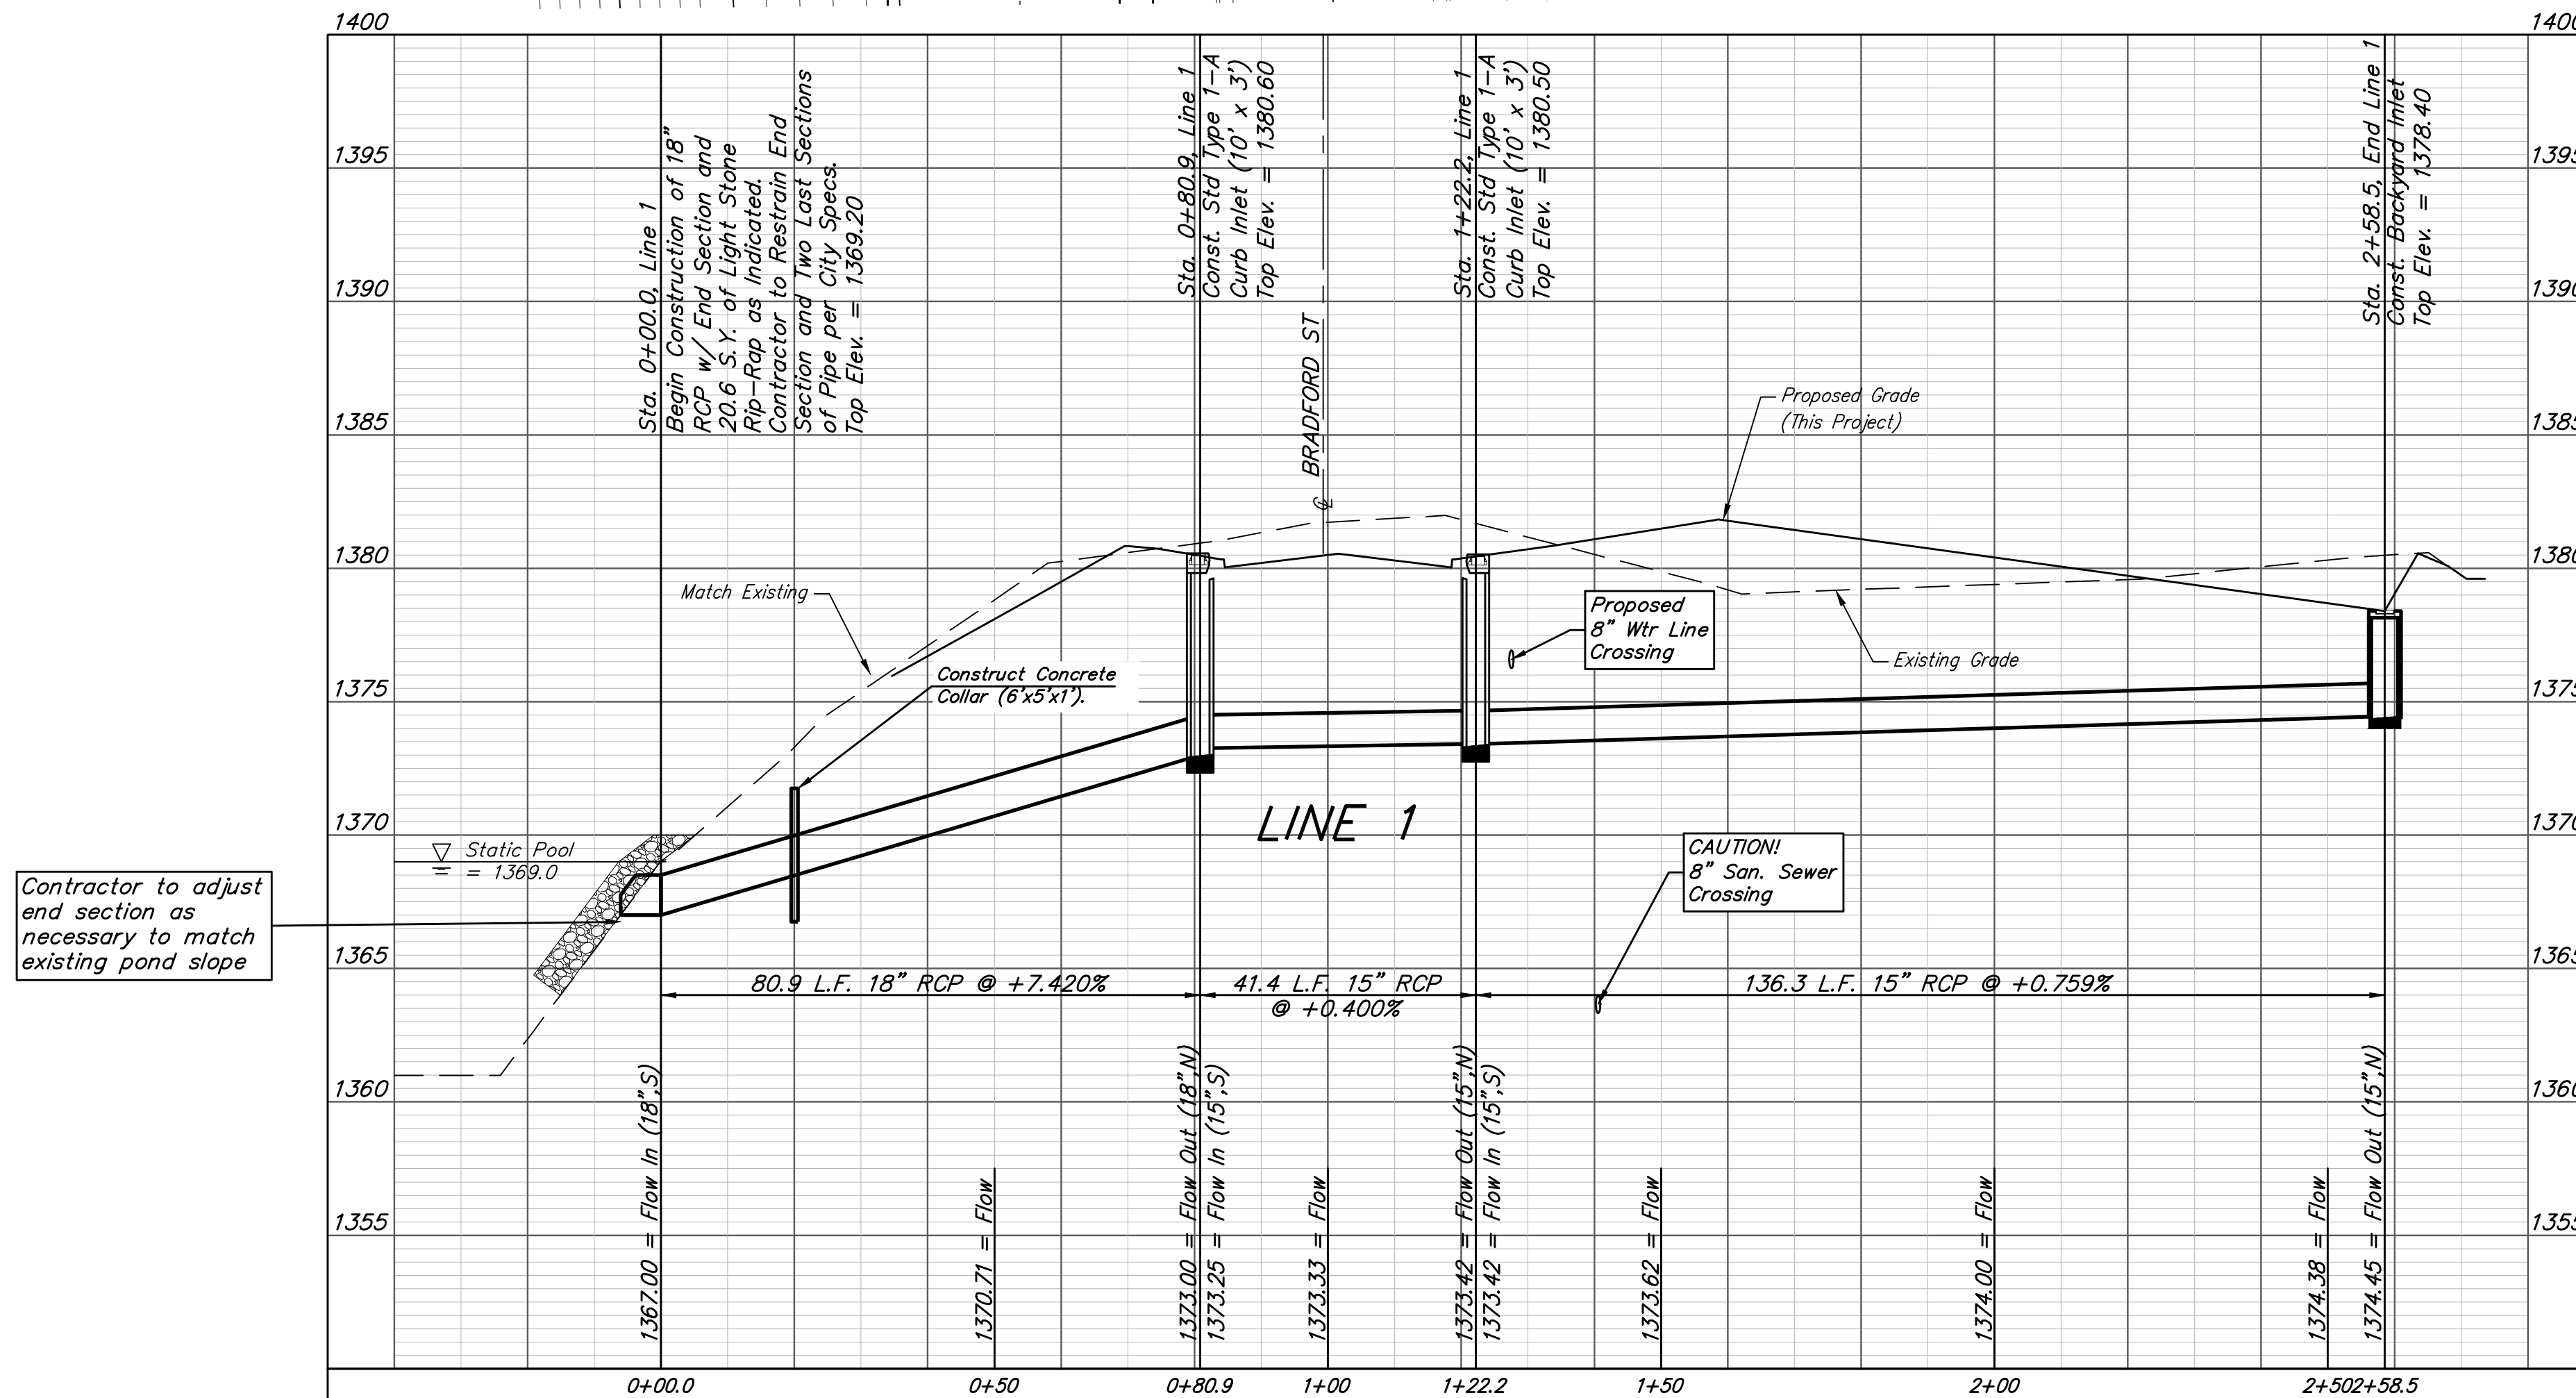 1400
1400
1395
1395
1390
1390
1385
1385
1380
1380
1375
1375
1370
1370
1365
1365
1360
1360
1355
1355
Sta. 0+00.0, Line 1
Begin Construction of 18"
RCP w/ End Section and
20.6 S.Y. of Light Stone
Rip-Rap as Indicated.
Contractor to Restrain End
Section and Two Last Sections
of Pipe per City Specs.
Top Elev. = 1369.20
Sta. 0+80.9, Line 1
Const. Std Type 1-A
Curb Inlet (10' x 3')
Top Elev. = 1380.60
℄ BRADFORD ST
Sta. 1+22.2, Line 1
Const. Std Type 1-A
Curb Inlet (10' x 3')
Top Elev. = 1380.50
Sta. 2+58.5, End Line 1
Const. Backyard Inlet
Top Elev. = 1378.40
Proposed Grade
(This Project)
Match Existing
Proposed
8" Wtr Line
Crossing
Existing Grade
Construct Concrete
Collar (6'x5'x1').
LINE 1
Static Pool
= 1369.0
Contractor to adjust
end section as
necessary to match
existing pond slope
CAUTION!
8" San. Sewer
Crossing
80.9 L.F. 18" RCP @ +7.420%
41.4 L.F. 15" RCP
@ +0.400%
136.3 L.F. 15" RCP @ +0.759%
1367.00 = Flow In (18",S)
1370.71 = Flow
1373.00 = Flow Out (18",N)
1373.25 = Flow In (15",S)
1373.33 = Flow
1373.42 = Flow Out (15",N)
1373.42 = Flow In (15",S)
1373.62 = Flow
1374.00 = Flow
1374.38 = Flow
1374.45 = Flow Out (15",N)
0+00.0
0+50
0+80.9
1+00
1+22.2
1+50
2+00
2+50
2+58.5